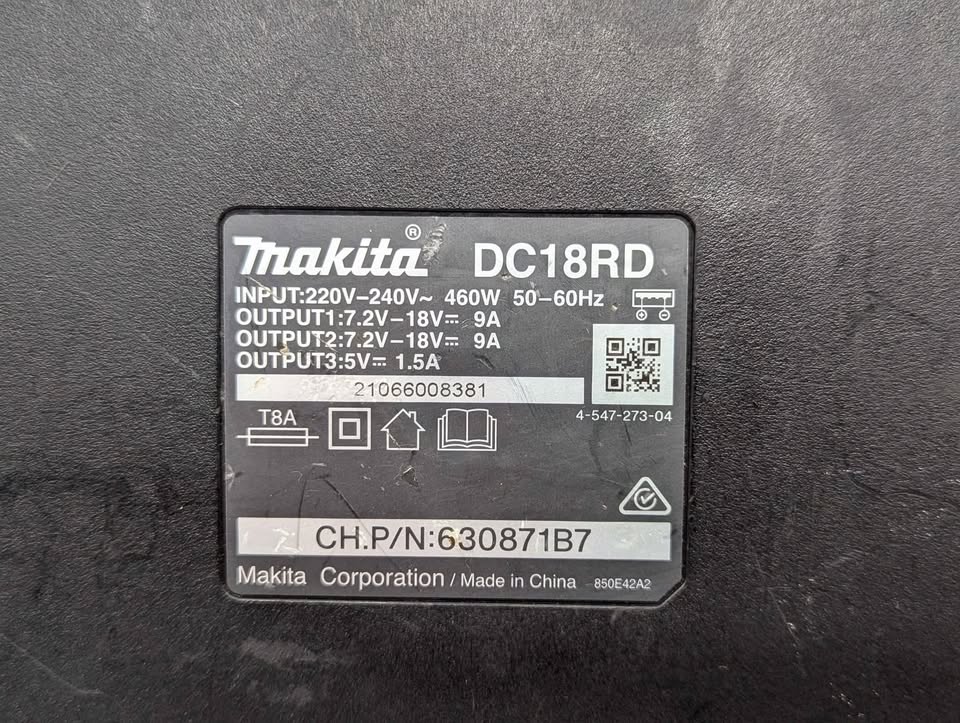 makita® DC18RD
INPUT:220V–240V~ 460W 50–60Hz
OUTPUT1:7.2V–18V⎓ 9A
OUTPUT2:7.2V–18V⎓ 9A
OUTPUT3:5V⎓ 1.5A
21066008381
4-547-273-04
T8A
CH.P/N:630871B7
Makita Corporation / Made in China 850E42A2